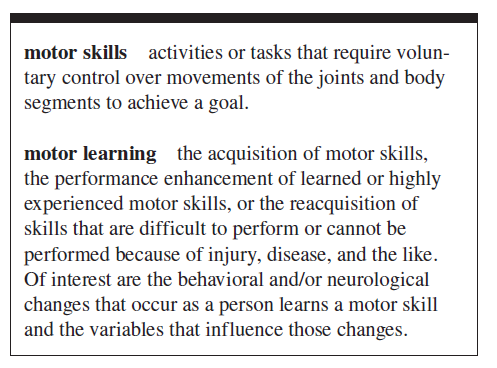 motor skills activities or tasks that require volun-
tary control over movements of the joints and body
segments to achieve a goal.
motor learning the acquisition of motor skills,
the performance enhancement of learned or highly
experienced motor skills, or the reacquisition of
skills that are difficult to perform or cannot be
performed because of injury, disease, and the like.
Of interest are the behavioral and/or neurological
changes that occur as a person learns a motor skill
and the variables that influence those changes.